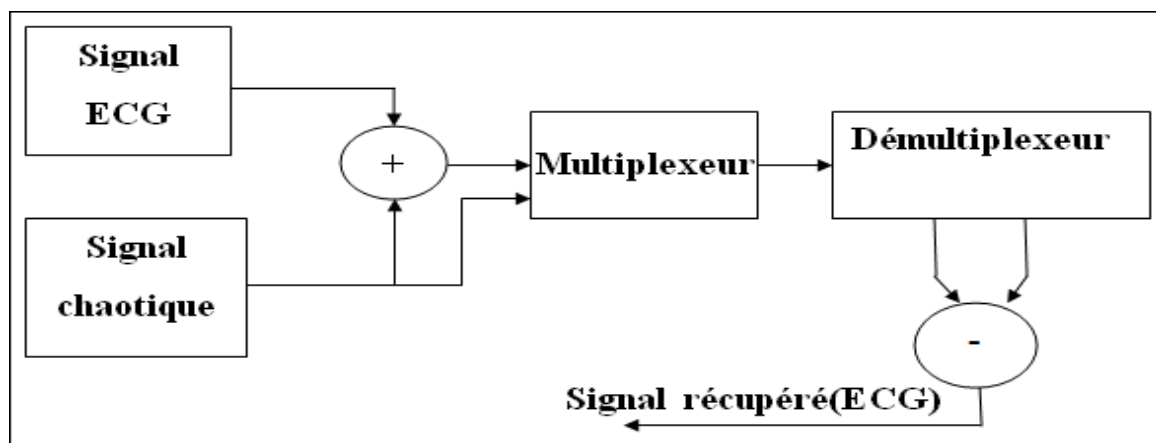 Signal
ECG
+
Multiplexeur
Démultiplexeur
Signal
chaotique
-
Signal récupéré(ECG)